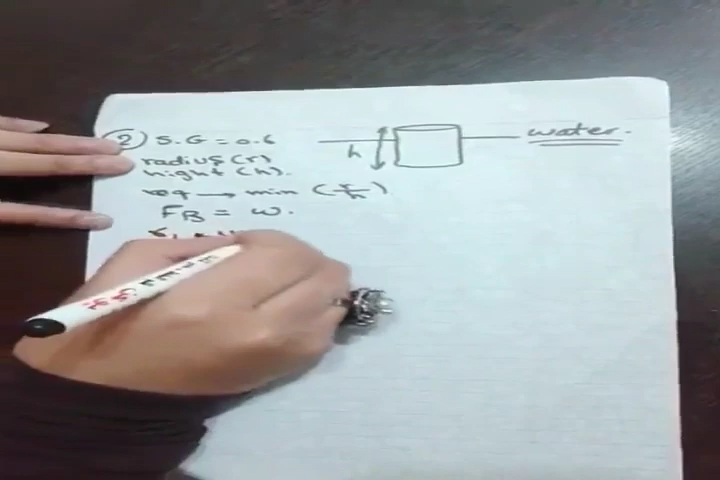 ② S.G = 0.6
radius (r)
hight (h).
req → min (r/h)
FB = w.
h
water.